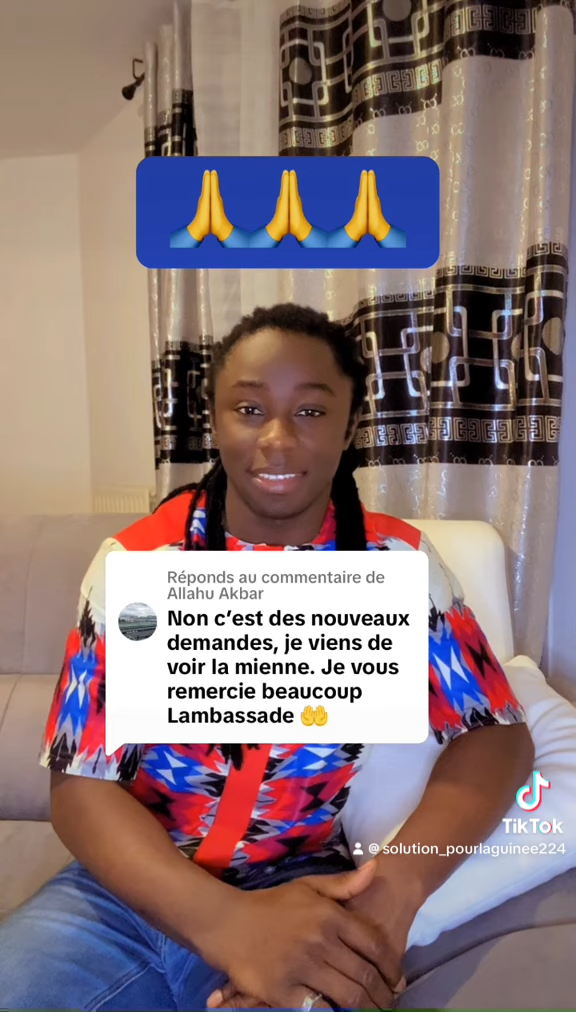 Réponds au commentaire de
Allahu Akbar
Non c’est des nouveaux
demandes, je viens de
voir la mienne. Je vous
remercie beaucoup
Lambassade 🤲
TikTok
@solution_pourlaguinee224